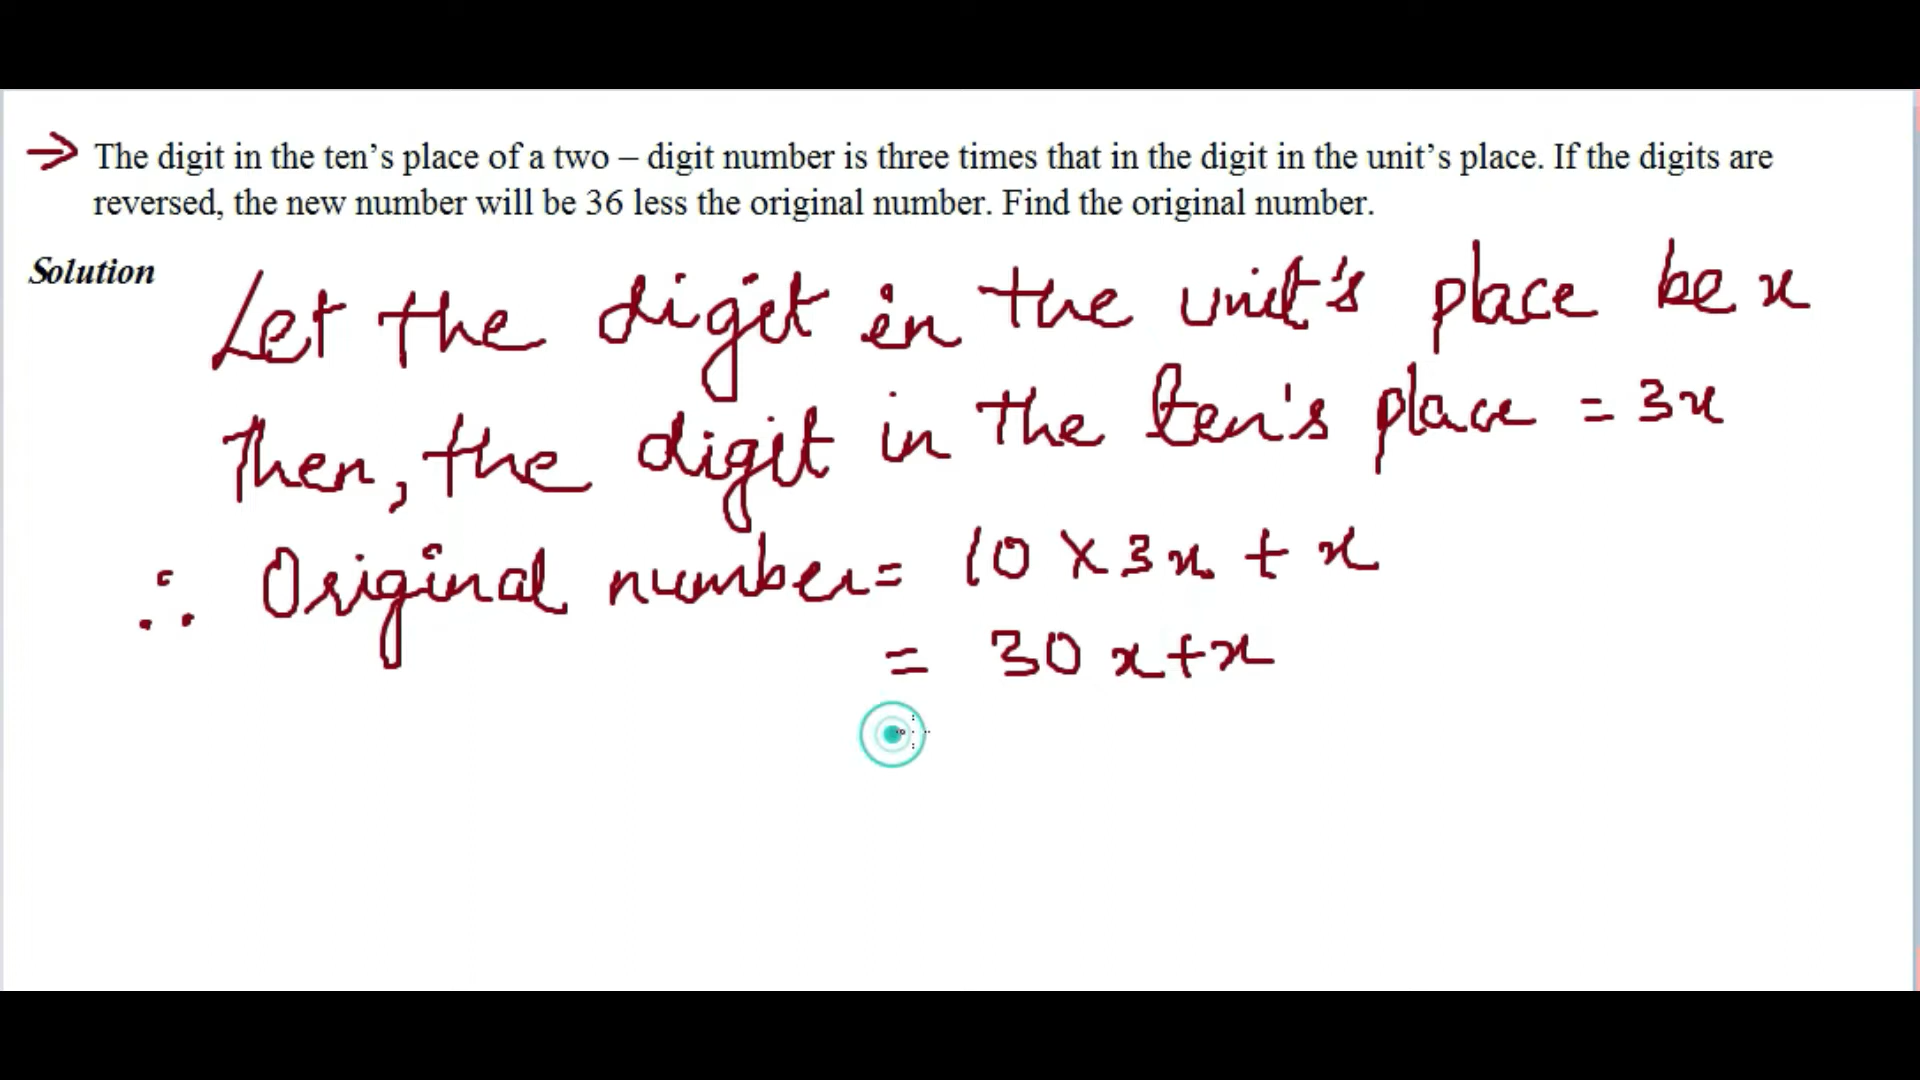 The digit in the ten’s place of a two – digit number is three times that in the digit in the unit’s place. If the digits are
reversed, the new number will be 36 less the original number. Find the original number.
Solution
Let the digit in the unit's place be x
Then, the digit in the ten's place = 3x
∴ Original number = 10 × 3x + x
= 30x + x